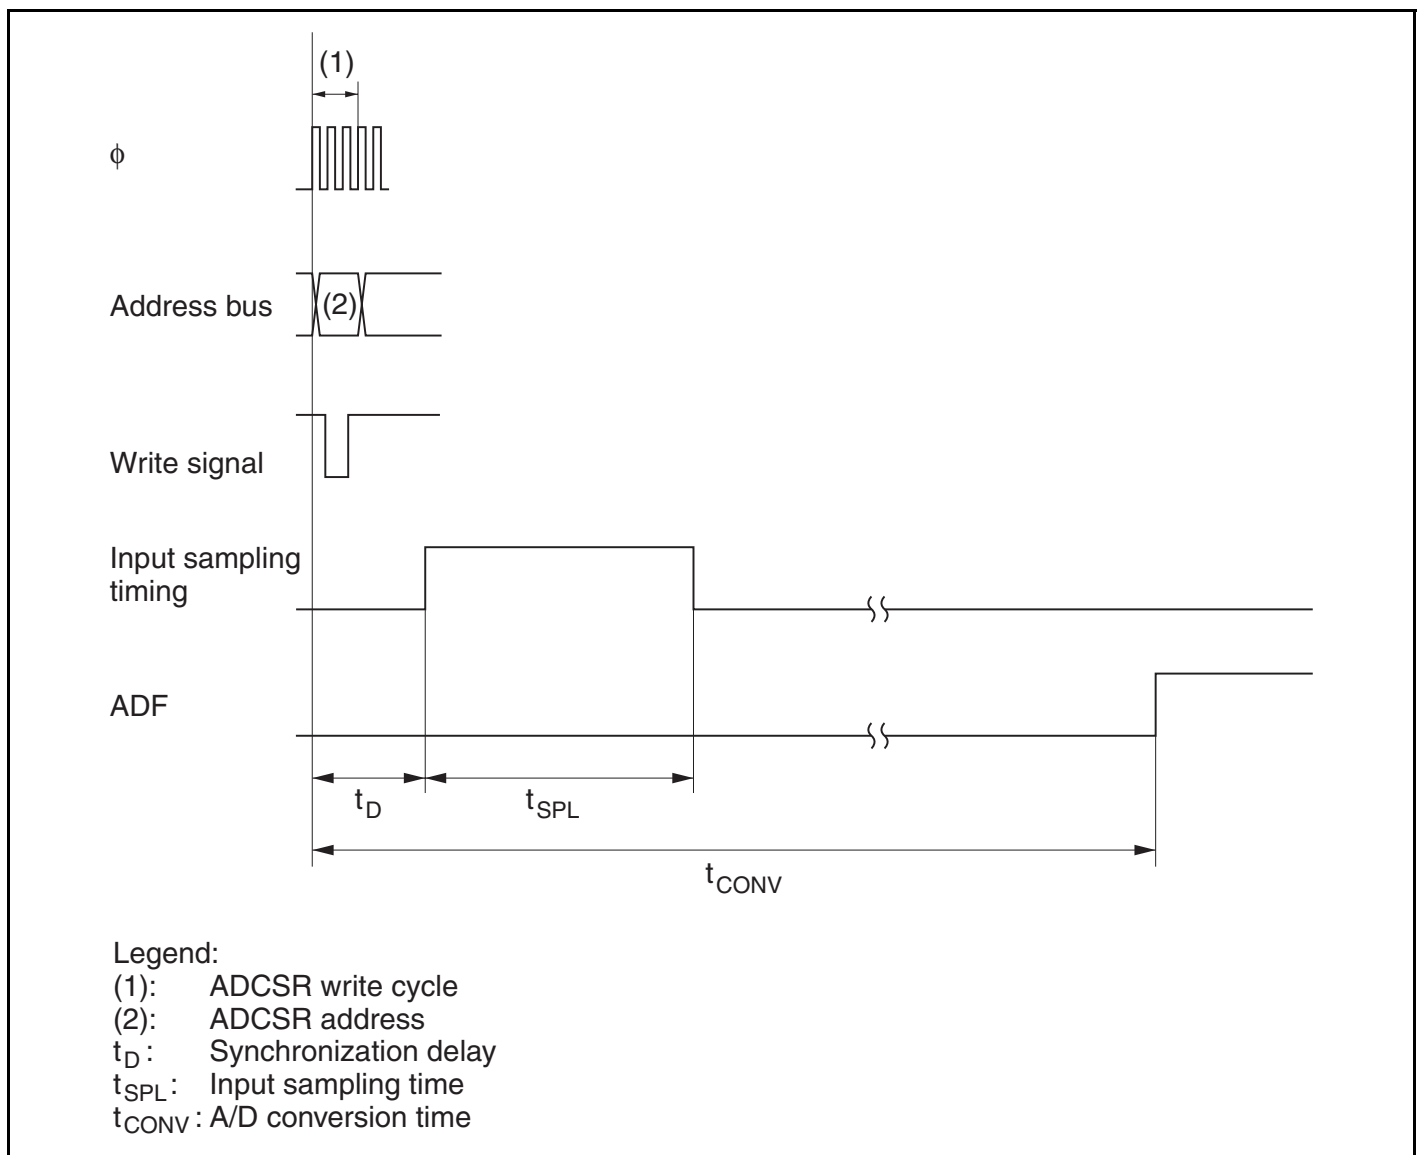 (1)
ϕ
Address bus
(2)
Write signal
Input sampling
timing
ADF
tD
tSPL
tCONV
Legend:
(1): ADCSR write cycle
(2): ADCSR address
tD : Synchronization delay
tSPL : Input sampling time
tCONV : A/D conversion time